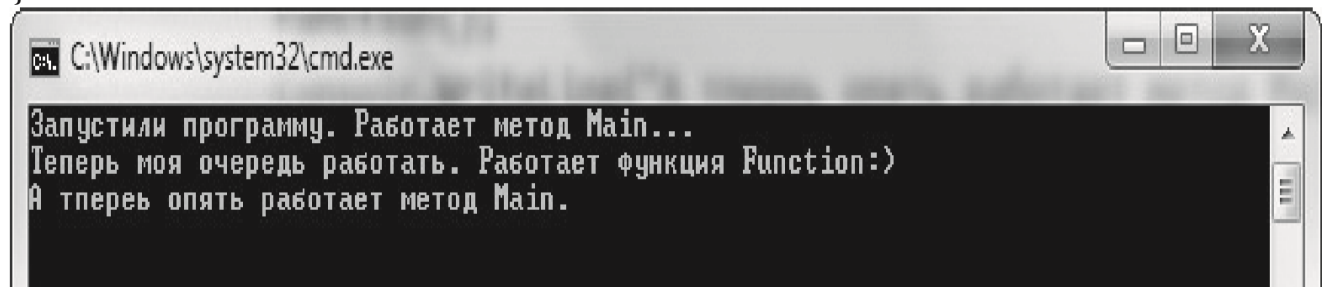 C:\Windows\system32\cmd.exe
Запустили программу. Работает метод Main...
Теперь моя очередь работать. Работает функция Function:)
А тпереь опять работает метод Main.